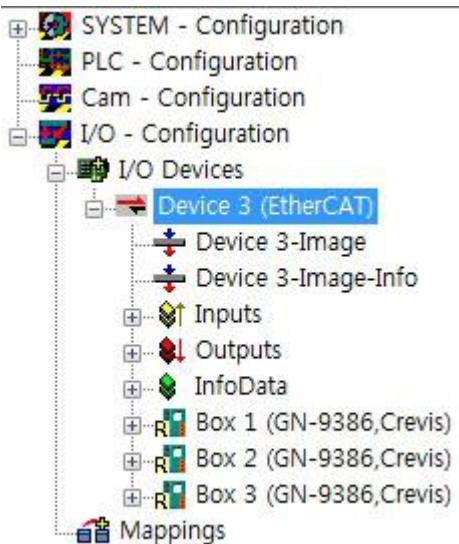 SYSTEM - Configuration
PLC - Configuration
Cam - Configuration
I/O - Configuration
I/O Devices
Device 3 (EtherCAT)
Device 3-Image
Device 3-Image-Info
Inputs
Outputs
InfoData
R Box 1 (GN-9386,Crevis)
R Box 2 (GN-9386,Crevis)
R Box 3 (GN-9386,Crevis)
Mappings